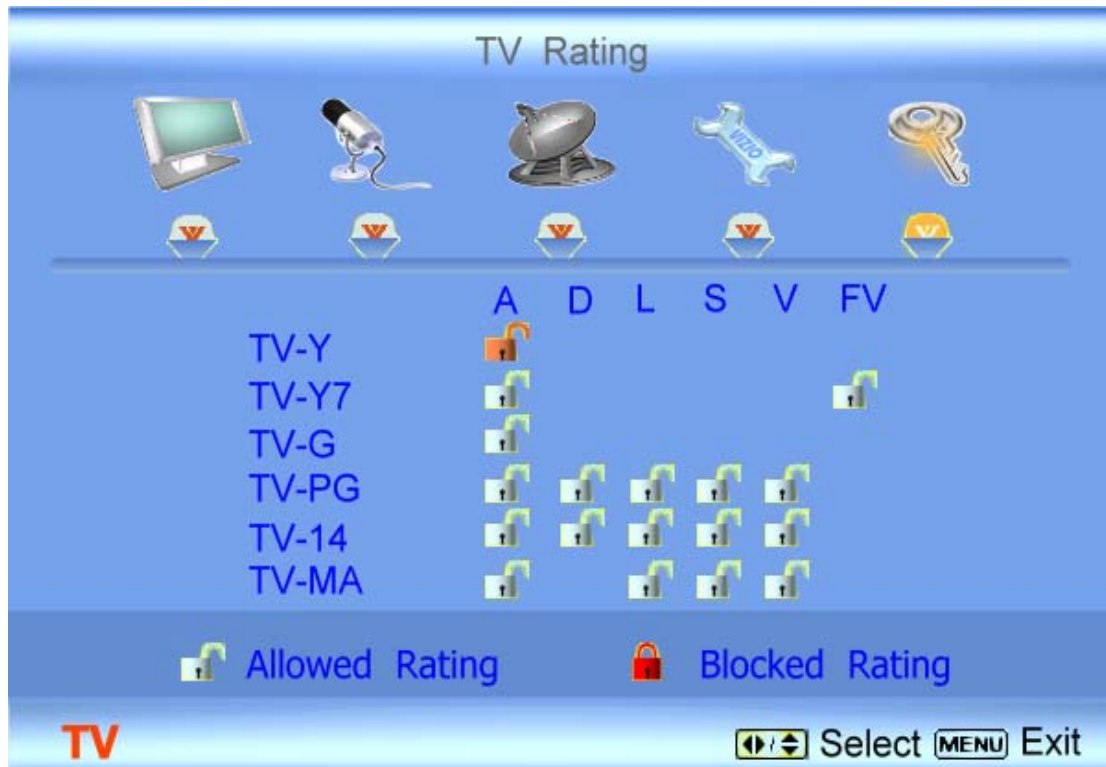 TV Rating
VIZIO
A D L S V FV
TV-Y
TV-Y7
TV-G
TV-PG
TV-14
TV-MA
Allowed Rating Blocked Rating
TV Select MENU Exit